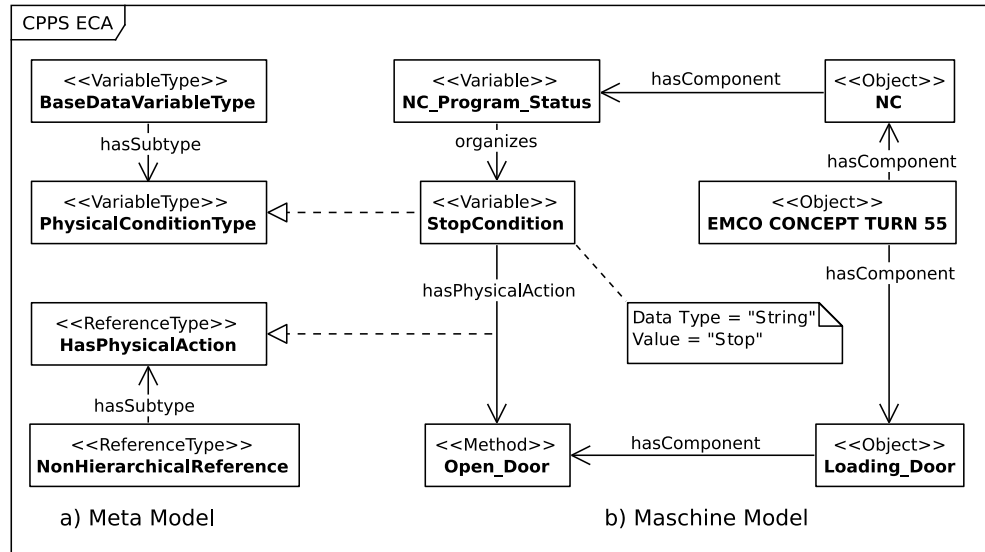 CPPS ECA
<<VariableType>>
BaseDataVariableType
hasSubtype
<<VariableType>>
PhysicalConditionType
<<ReferenceType>>
HasPhysicalAction
hasSubtype
<<ReferenceType>>
NonHierarchicalReference
a) Meta Model
<<Variable>>
NC_Program_Status
hasComponent
<<Object>>
NC
organizes
hasComponent
<<Variable>>
StopCondition
<<Object>>
EMCO CONCEPT TURN 55
hasPhysicalAction
hasComponent
Data Type = "String"
Value = "Stop"
<<Method>>
Open_Door
hasComponent
<<Object>>
Loading_Door
b) Maschine Model